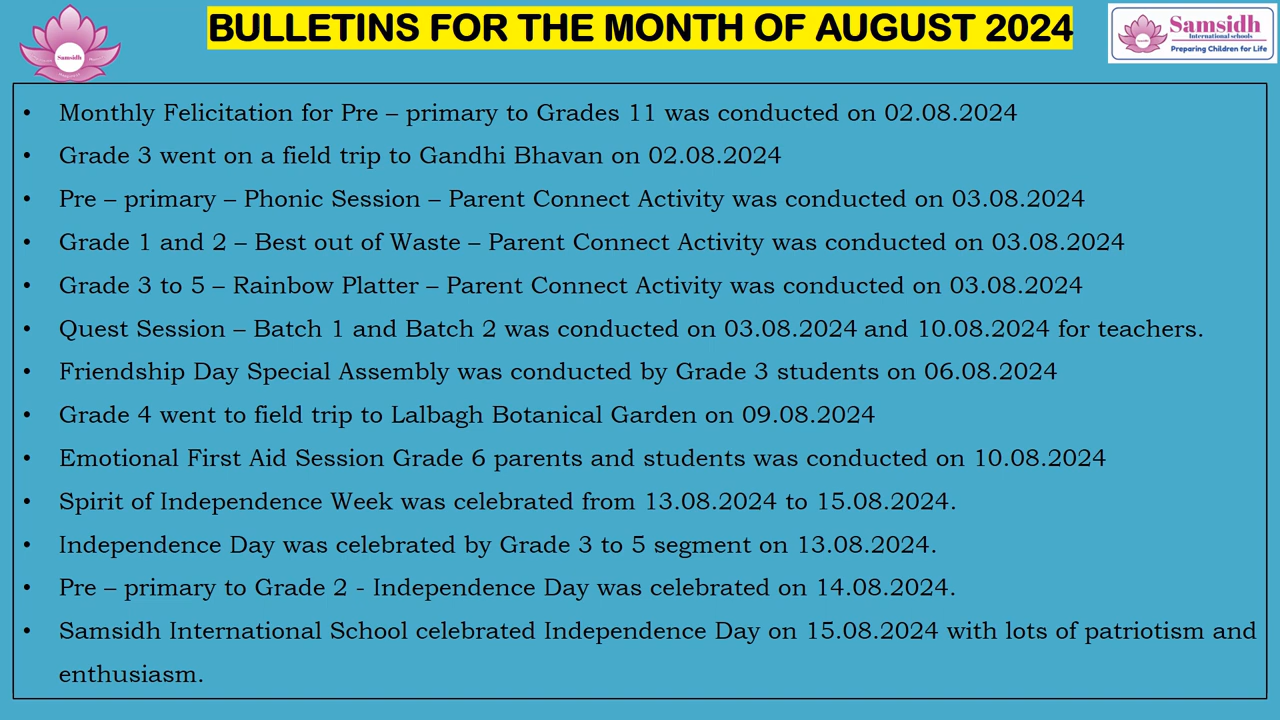 BULLETINS FOR THE MONTH OF AUGUST 2024
Samsidh
Samsidh
International schools
Preparing Children for Life
• Monthly Felicitation for Pre – primary to Grades 11 was conducted on 02.08.2024
• Grade 3 went on a field trip to Gandhi Bhavan on 02.08.2024
• Pre – primary – Phonic Session – Parent Connect Activity was conducted on 03.08.2024
• Grade 1 and 2 – Best out of Waste – Parent Connect Activity was conducted on 03.08.2024
• Grade 3 to 5 – Rainbow Platter – Parent Connect Activity was conducted on 03.08.2024
• Quest Session – Batch 1 and Batch 2 was conducted on 03.08.2024 and 10.08.2024 for teachers.
• Friendship Day Special Assembly was conducted by Grade 3 students on 06.08.2024
• Grade 4 went to field trip to Lalbagh Botanical Garden on 09.08.2024
• Emotional First Aid Session Grade 6 parents and students was conducted on 10.08.2024
• Spirit of Independence Week was celebrated from 13.08.2024 to 15.08.2024.
• Independence Day was celebrated by Grade 3 to 5 segment on 13.08.2024.
• Pre – primary to Grade 2 - Independence Day was celebrated on 14.08.2024.
• Samsidh International School celebrated Independence Day on 15.08.2024 with lots of patriotism and
enthusiasm.